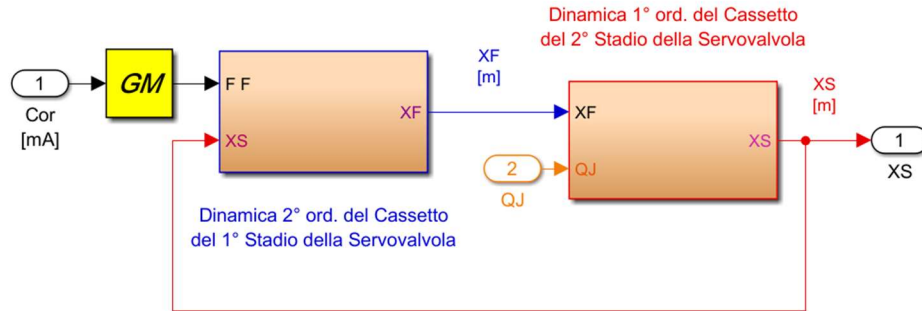 Dinamica 1° ord. del Cassetto
del 2° Stadio della Servovalvola
XF
[m]
XS
[m]
1
Cor
[mA]
GM
F F
XS
XF
XF
QJ
XS
2
QJ
1
XS
Dinamica 2° ord. del Cassetto
del 1° Stadio della Servovalvola